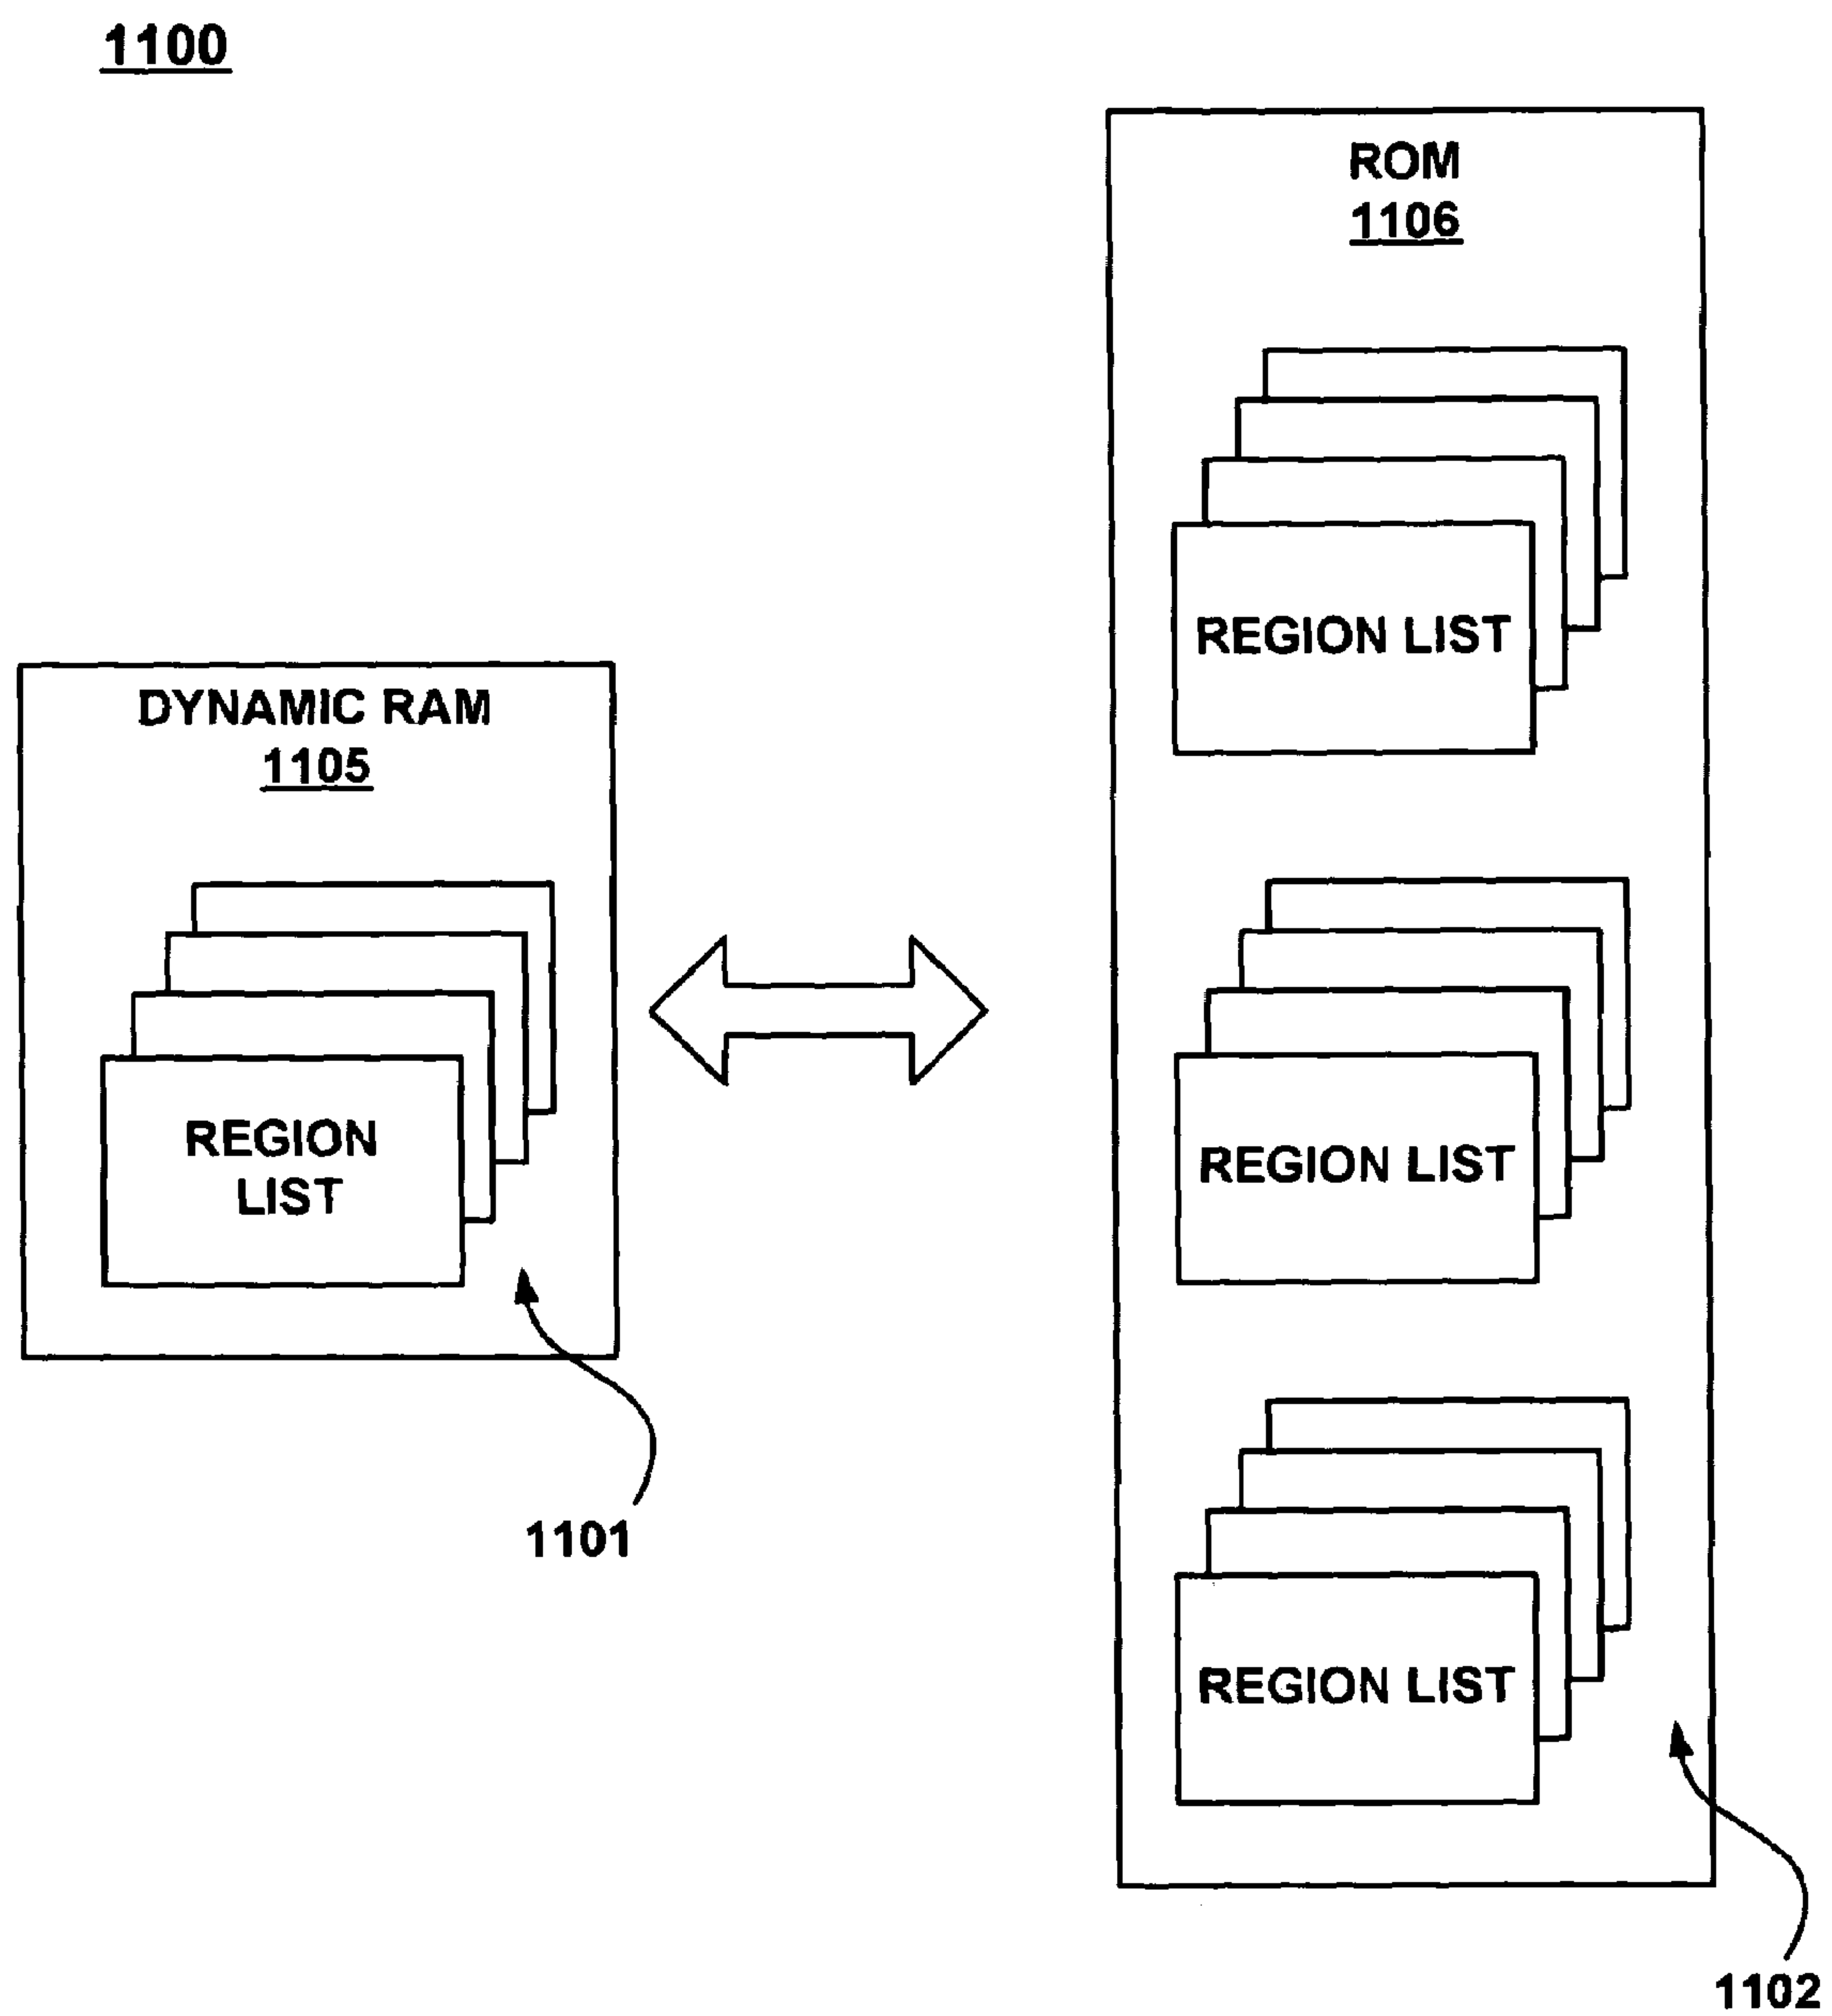 1100
ROM
1106
REGION LIST
DYNAMIC RAM
1105
REGION
LIST
REGION LIST
1101
REGION LIST
1102